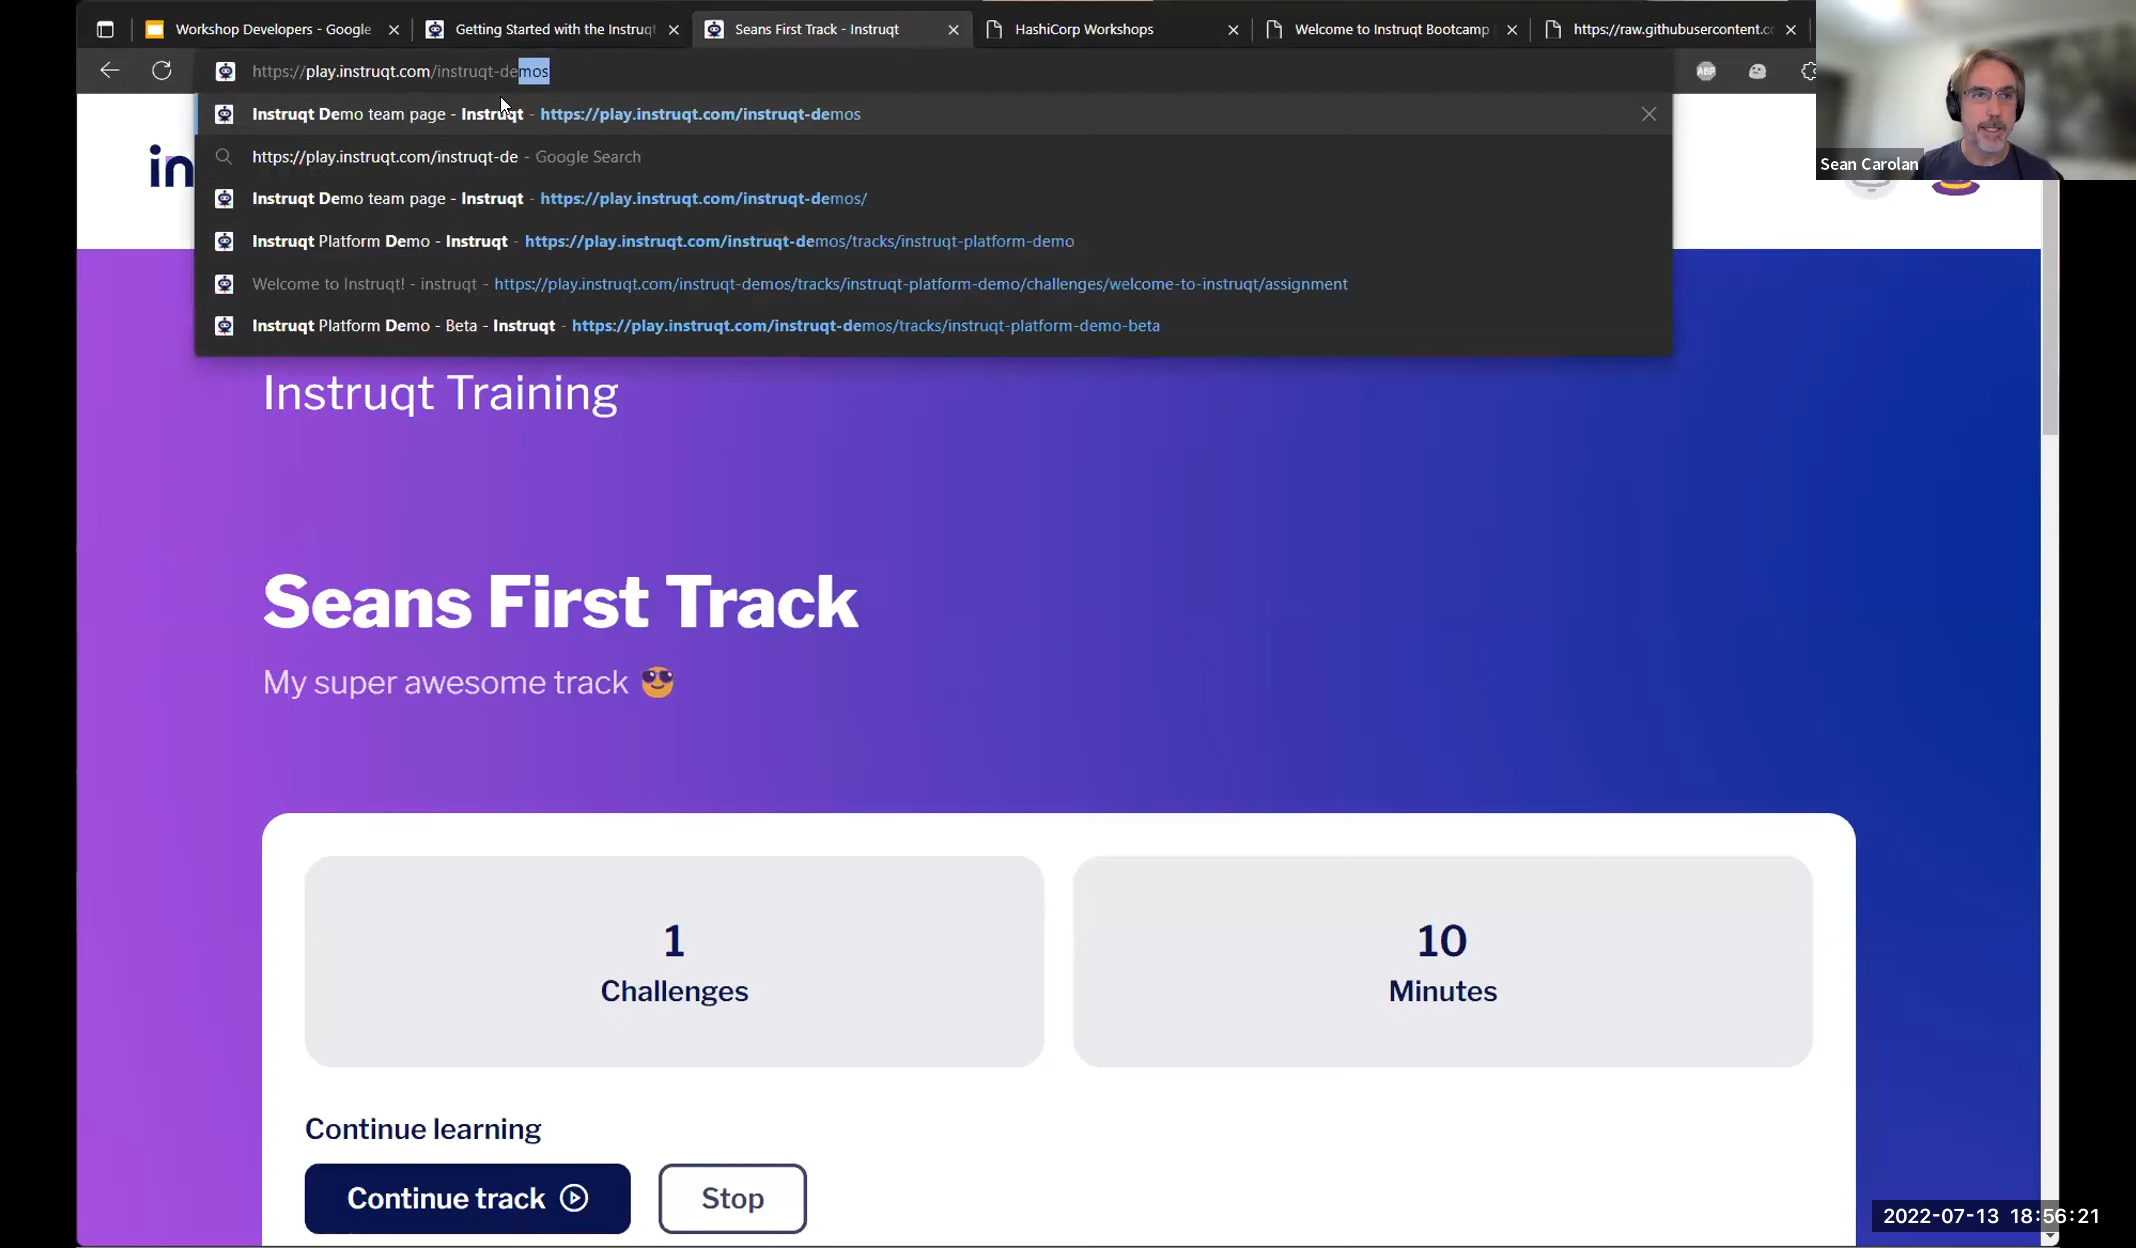 Workshop Developers - Google
Getting Started with the Instruqt
Seans First Track - Instruqt
HashiCorp Workshops
Welcome to Instruqt Bootcamp
https://raw.githubusercontent.co
https://play.instruqt.com/instruqt-demos
ABP
Instruqt Demo team page - Instruqt - https://play.instruqt.com/instruqt-demos
https://play.instruqt.com/instruqt-de - Google Search
Instruqt Demo team page - Instruqt - https://play.instruqt.com/instruqt-demos/
Instruqt Platform Demo - Instruqt - https://play.instruqt.com/instruqt-demos/tracks/instruqt-platform-demo
Welcome to Instruqt! - instruqt - https://play.instruqt.com/instruqt-demos/tracks/instruqt-platform-demo/challenges/welcome-to-instruqt/assignment
Instruqt Platform Demo - Beta - Instruqt - https://play.instruqt.com/instruqt-demos/tracks/instruqt-platform-demo-beta
in
Sean Carolan
Instruqt Training
Seans First Track
My super awesome track 😎
1
Challenges
10
Minutes
Continue learning
Continue track
Stop
2022-07-13 18:56:21